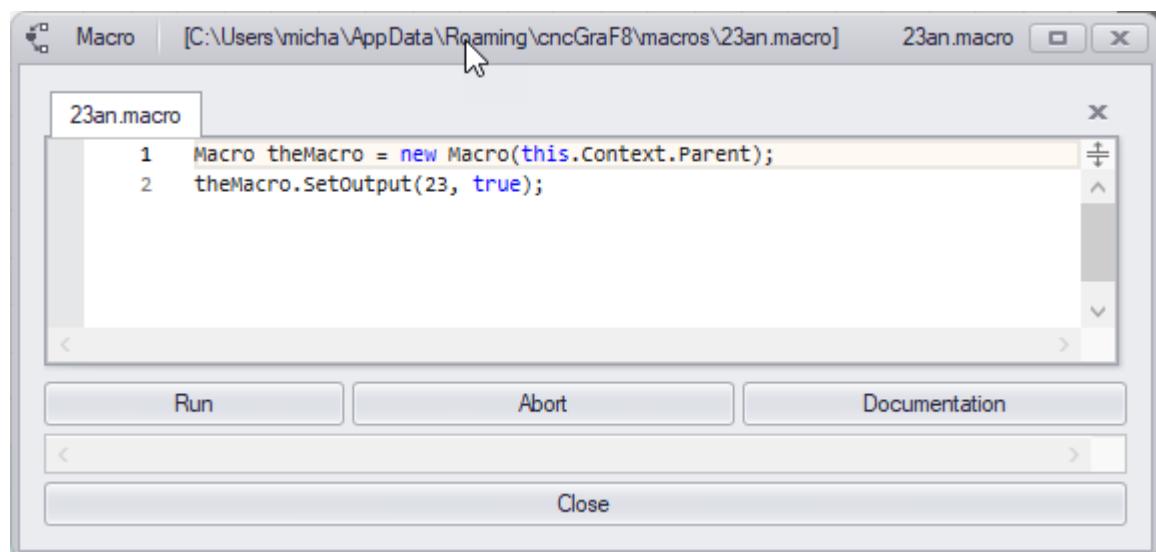 Macro [C:\Users\micha\AppData\Roaming\cncGraF8\macros\23an.macro] 23an.macro
23an.macro
1 Macro theMacro = new Macro(this.Context.Parent);
2 theMacro.SetOutput(23, true);
Run Abort Documentation
Close